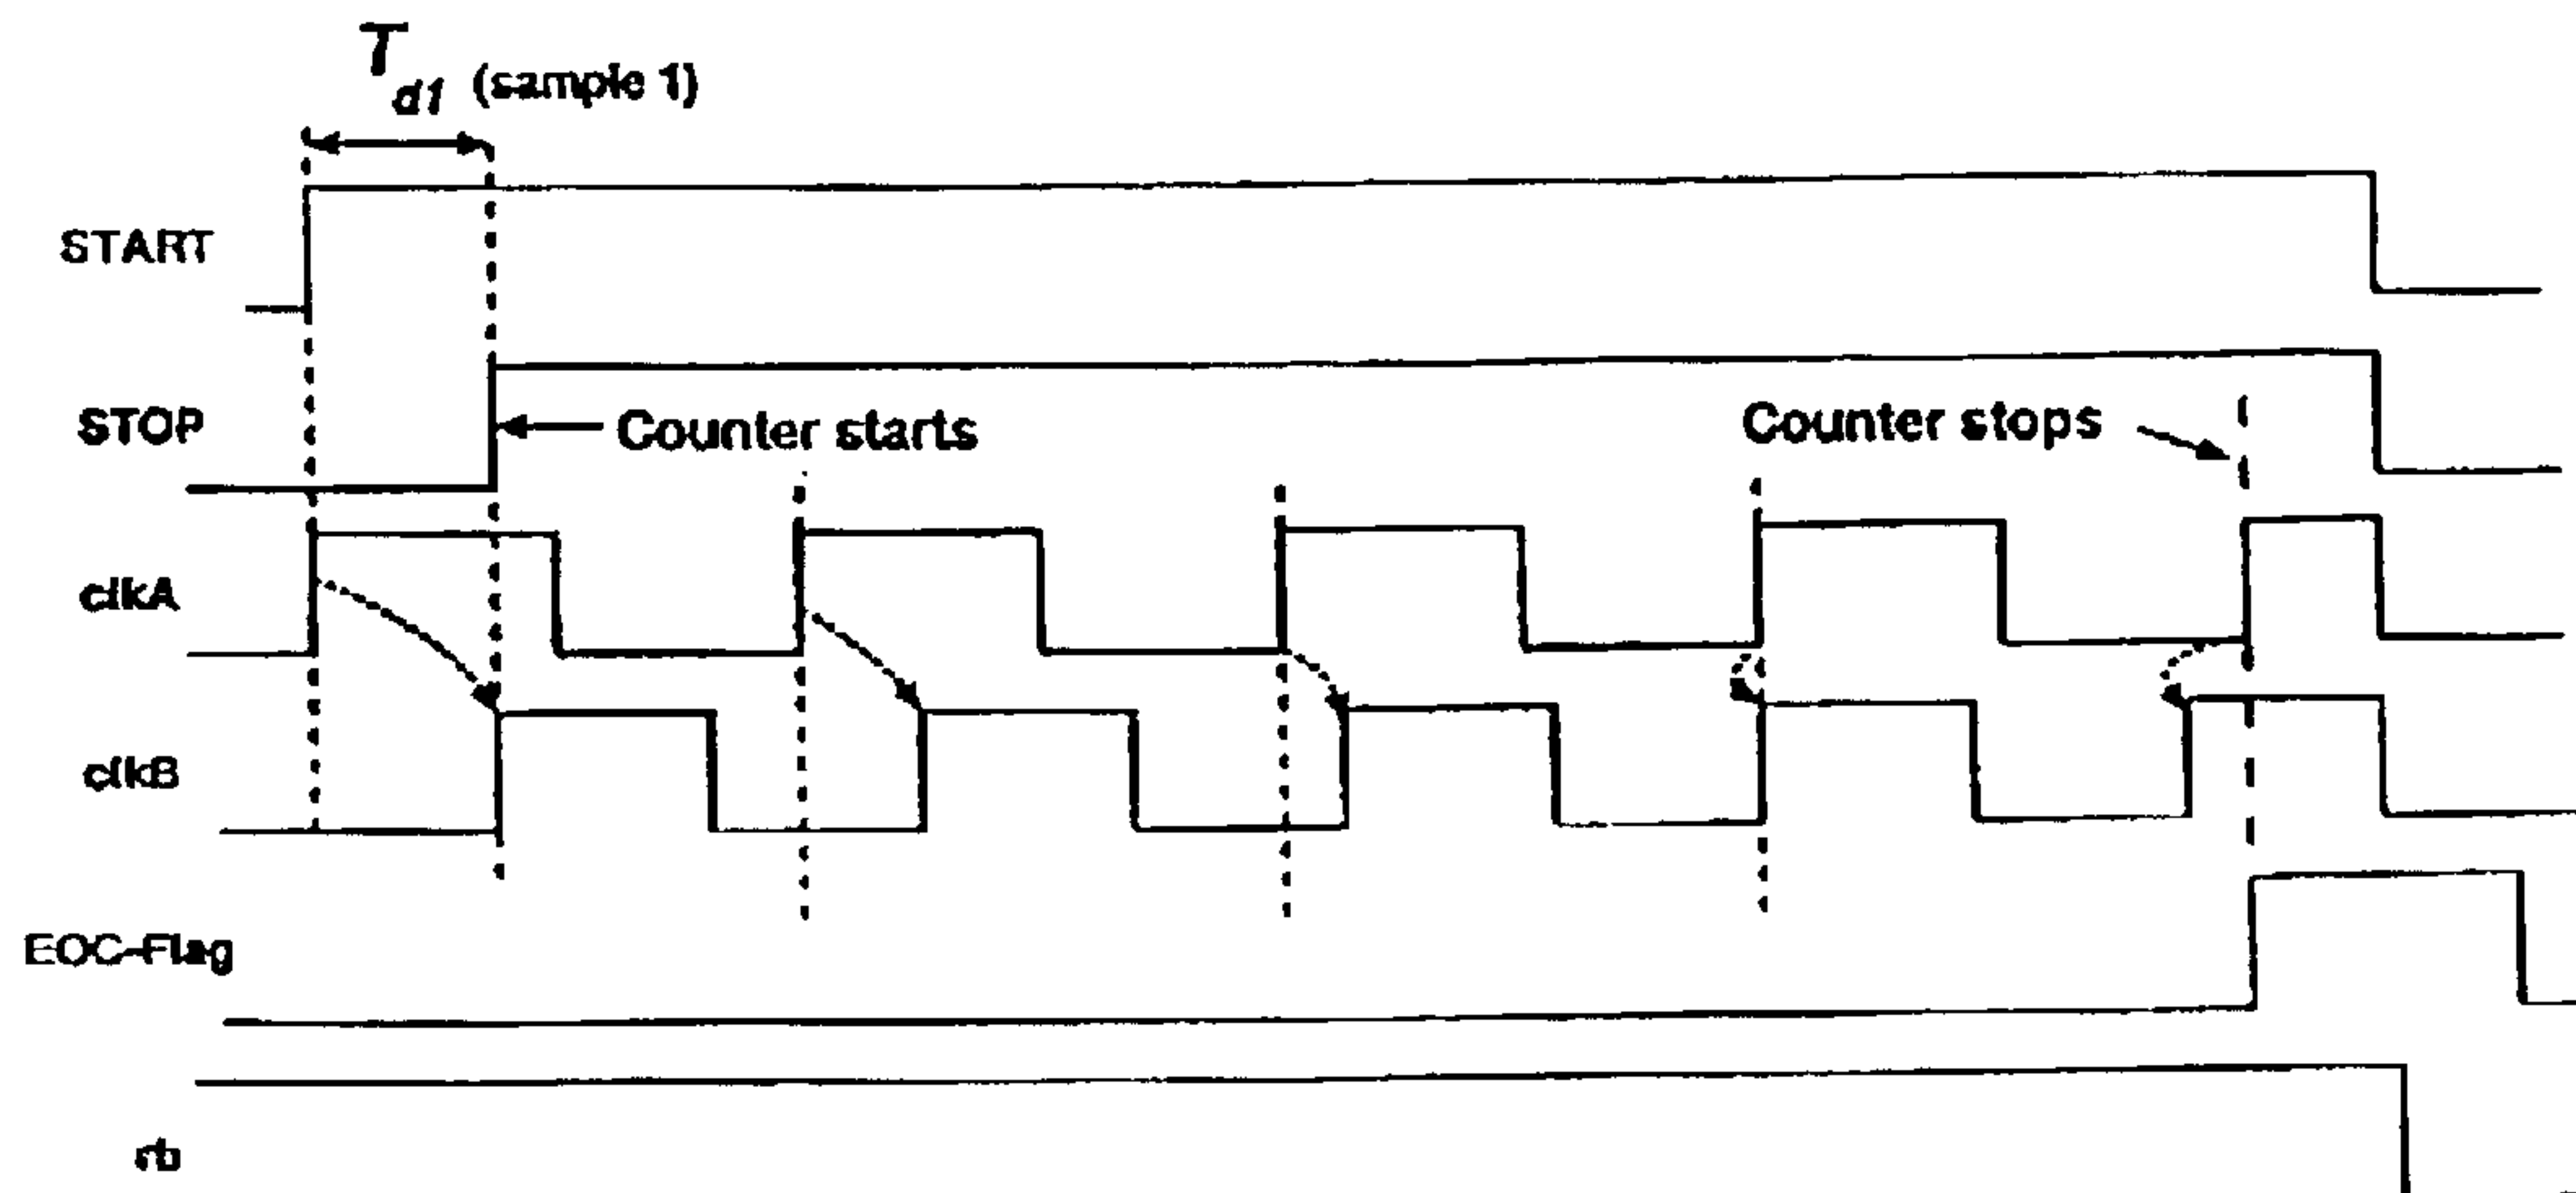 T d1 (sample 1)
START
STOP
Counter starts
Counter stops
clkA
clkB
EOC-Flag
rb